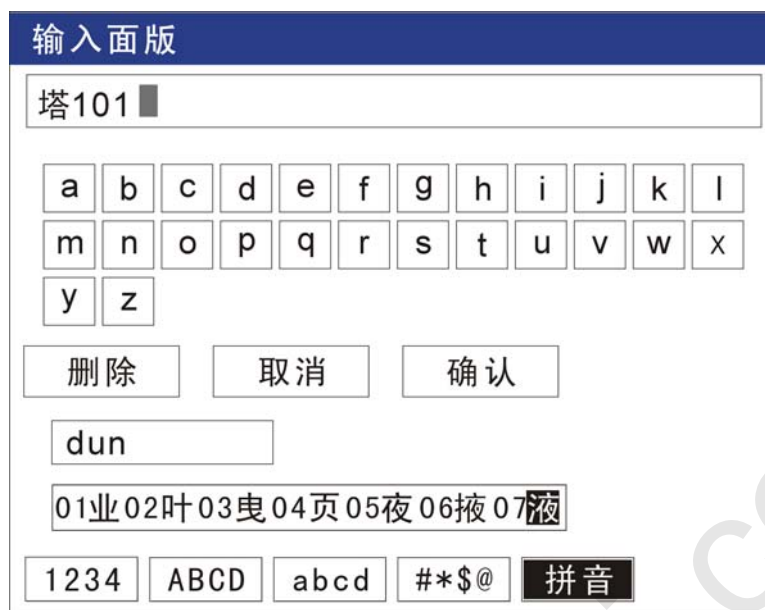 输入面版
塔101
a b c d e f g h i j k l
m n o p q r s t u v w x
y z
删除 取消 确认
dun
01业02叶03曳04页05夜06掖07液
1234 ABCD abcd #*$@ 拼音